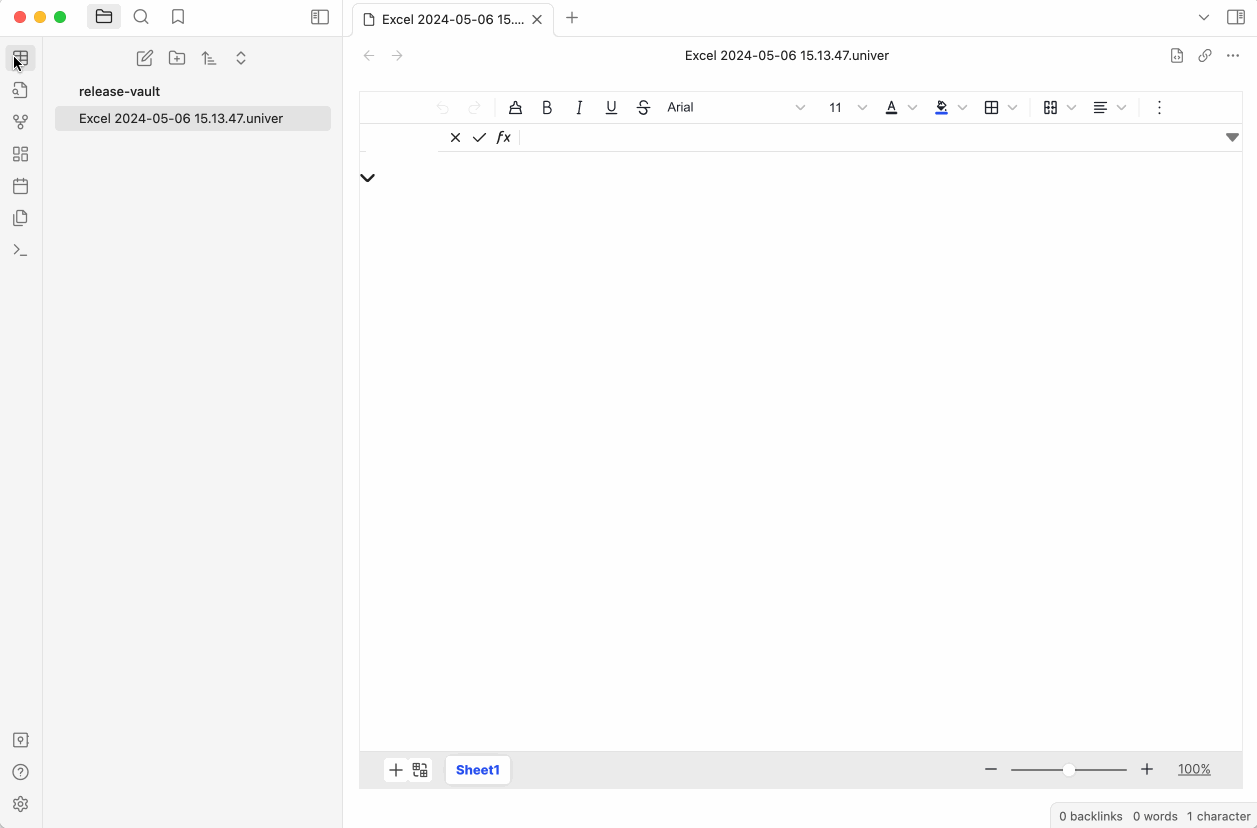 Excel 2024-05-06 15....
Excel 2024-05-06 15.13.47.univer
release-vault
Excel 2024-05-06 15.13.47.univer
B I U S Arial 11 A
fx
Sheet1
100%
0 backlinks 0 words 1 character